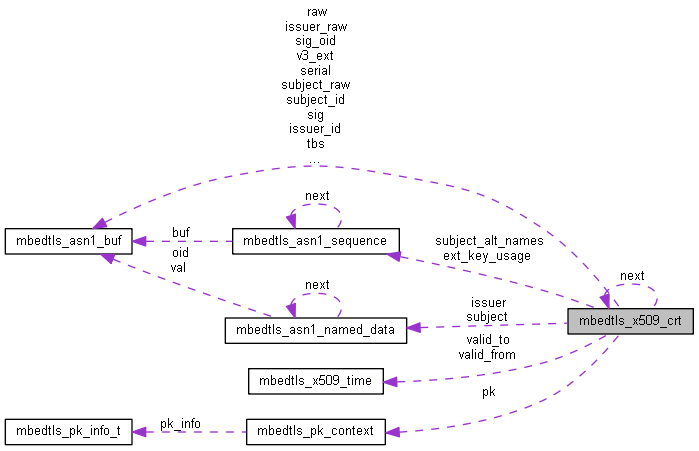 raw
issuer_raw
sig_oid
v3_ext
serial
subject_raw
subject_id
sig
issuer_id
tbs
...
next
mbedtls_asn1_buf
buf
mbedtls_asn1_sequence
subject_alt_names
ext_key_usage
oid
val
next
next
mbedtls_asn1_named_data
issuer
subject
mbedtls_x509_crt
valid_to
valid_from
mbedtls_x509_time
pk
mbedtls_pk_info_t
pk_info
mbedtls_pk_context